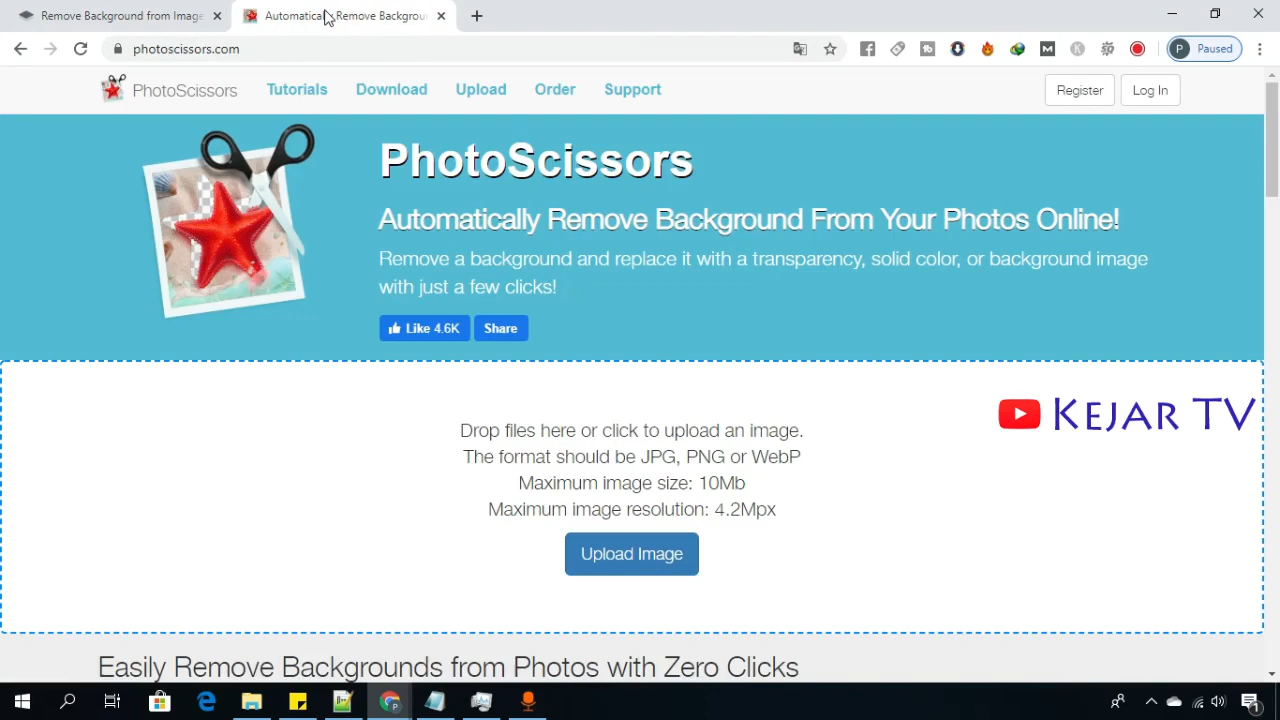 Remove Background from Image
Automatically Remove Backgroun
photoscissors.com
P Paused
PhotoScissors
Tutorials
Download
Upload
Order
Support
Register
Log In
PhotoScissors
Automatically Remove Background From Your Photos Online!
Remove a background and replace it with a transparency, solid color, or background image
with just a few clicks!
Like 4.6K
Share
KEJAR TV
Drop files here or click to upload an image.
The format should be JPG, PNG or WebP
Maximum image size: 10Mb
Maximum image resolution: 4.2Mpx
Upload Image
Easily Remove Backgrounds from Photos with Zero Clicks